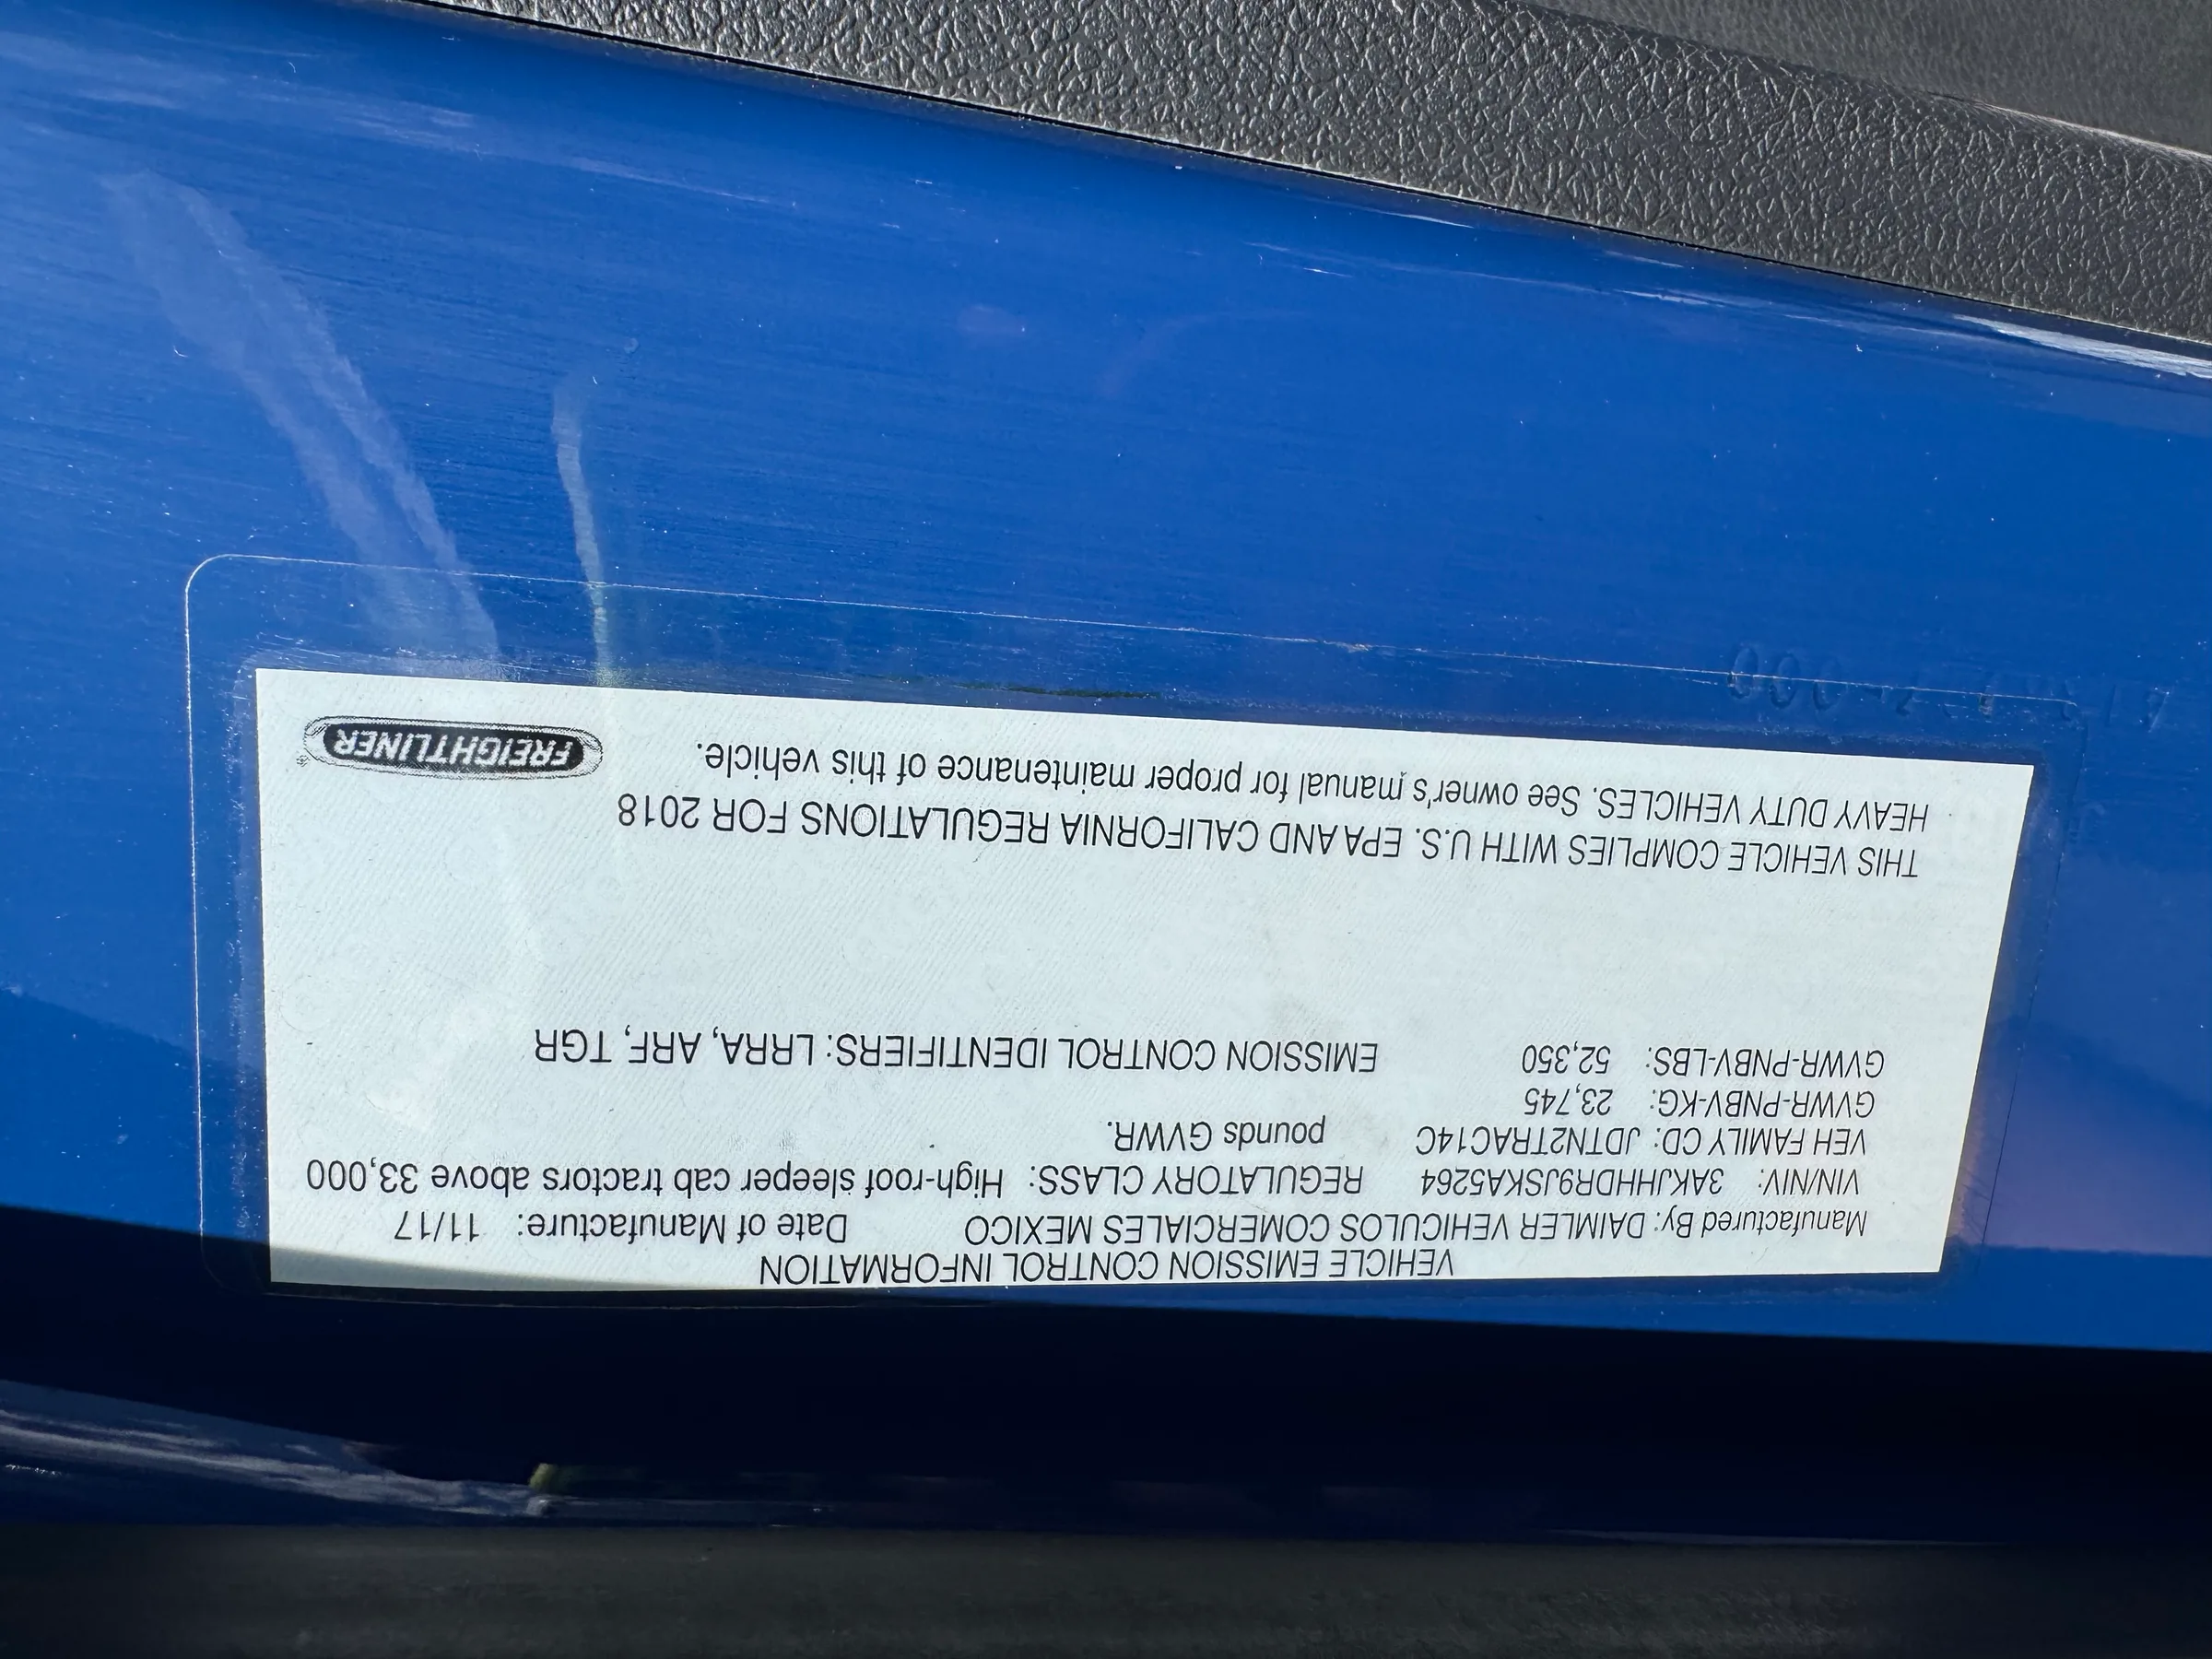 VEHICLE EMISSION CONTROL INFORMATION
Manufactured By: DAIMLER VEHICULOS COMERCIALES MEXICO Date of Manufacture: 11/17
VIN/NIV: 3AKJHHDR9JSKA5264 REGULATORY CLASS: High-roof sleeper cab tractors above 33,000
VEH FAMILY CD: JDTN2TRAC14C pounds GVWR.
GVWR-PNBV-KG: 23,745
GVWR-PNBV-LBS: 52,350 EMISSION CONTROL IDENTIFIERS: LRRA, ARF, TGR
THIS VEHICLE COMPLIES WITH U.S. EPA AND CALIFORNIA REGULATIONS FOR 2018
HEAVY DUTY VEHICLES. See owner's manual for proper maintenance of this vehicle.
FREIGHTLINER